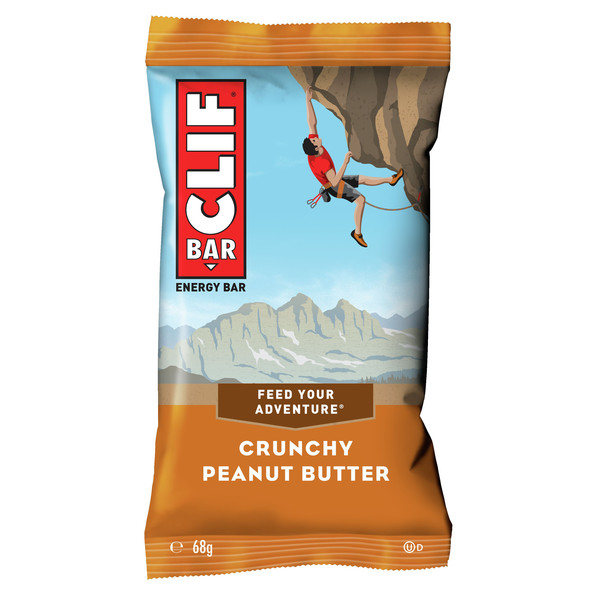 CLIF®
BAR
ENERGY BAR
FEED YOUR
ADVENTURE®
CRUNCHY
PEANUT BUTTER
℮ 68g
Ⓤ D